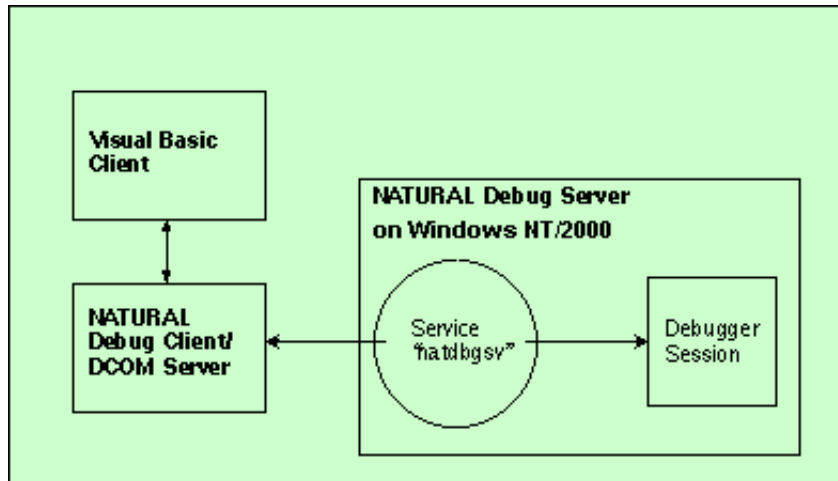 Visual Basic
Client
NATURAL Debug Server
on Windows NT/2000
NATURAL
Debug Client/
DCOM Server
Service
"natdbgsv"
Debugger
Session